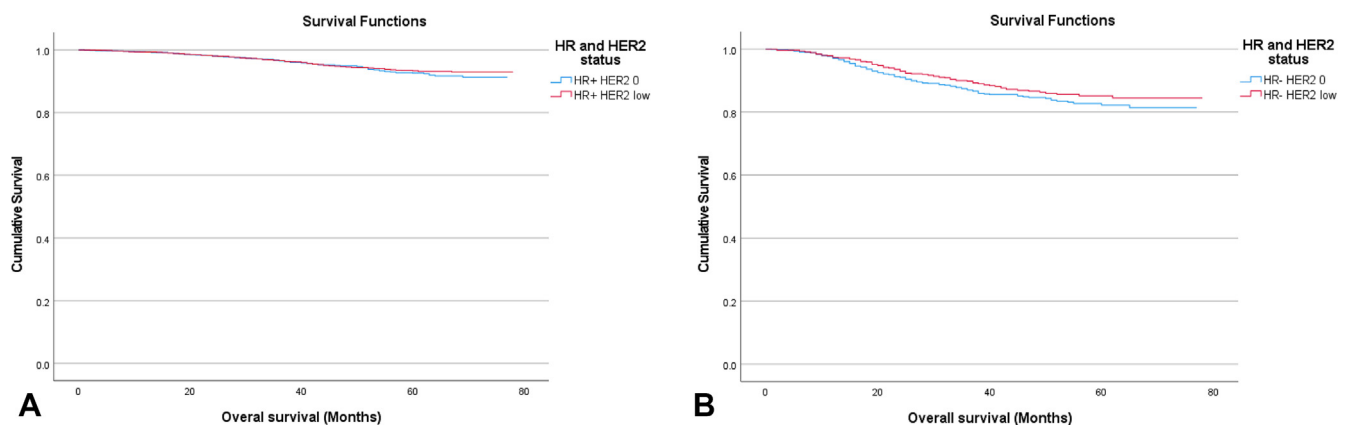 Survival Functions
HR and HER2
status
HR+ HER2 0
HR+ HER2 low
1.0
0.8
0.6
0.4
0.2
0.0
Cumulative Survival
0
20
40
60
80
Overal survival (Months)
A
Survival Functions
HR and HER2
status
HR- HER2 0
HR- HER2 low
1.0
0.8
0.6
0.4
0.2
0.0
Cumulative Survival
0
20
40
60
80
Overall survival (Months)
B